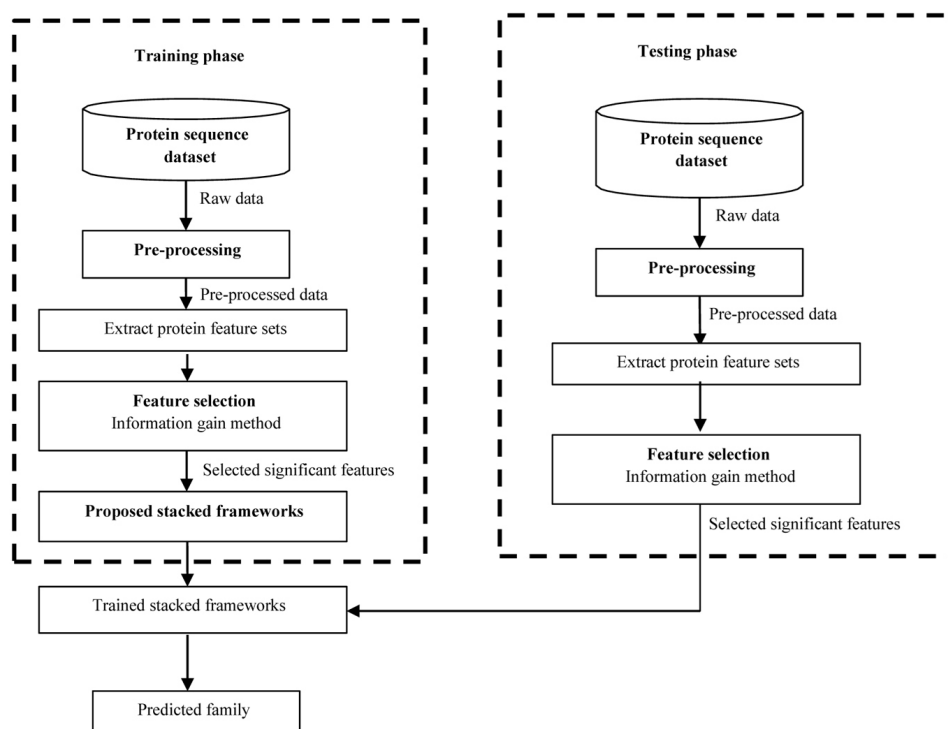 Training phase
Protein sequence
dataset
Raw data
Pre-processing
Pre-processed data
Extract protein feature sets
Feature selection
Information gain method
Selected significant features
Proposed stacked frameworks
Trained stacked frameworks
Predicted family
Testing phase
Protein sequence
dataset
Raw data
Pre-processing
Pre-processed data
Extract protein feature sets
Feature selection
Information gain method
Selected significant features